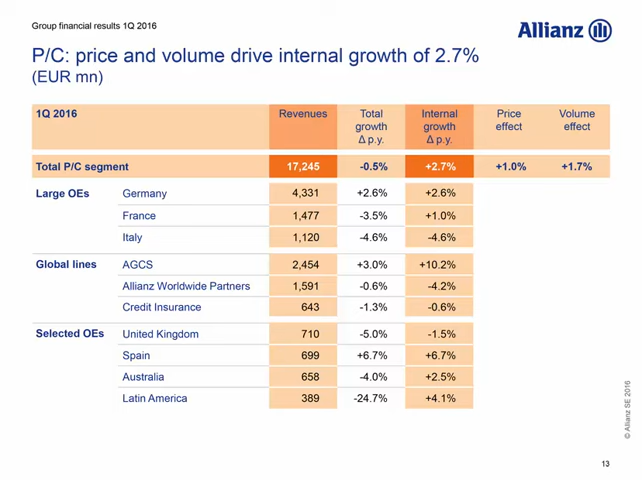 Group financial results 1Q 2016
Allianz
P/C: price and volume drive internal growth of 2.7%
(EUR mn)
1Q 2016 Revenues Total growth Δ p.y. Internal growth Δ p.y. Price effect Volume effect
Total P/C segment 17,245 -0.5% +2.7% +1.0% +1.7%
Large OEs Germany 4,331 +2.6% +2.6%
France 1,477 -3.5% +1.0%
Italy 1,120 -4.6% -4.6%
Global lines AGCS 2,454 +3.0% +10.2%
Allianz Worldwide Partners 1,591 -0.6% -4.2%
Credit Insurance 643 -1.3% -0.6%
Selected OEs United Kingdom 710 -5.0% -1.5%
Spain 699 +6.7% +6.7%
Australia 658 -4.0% +2.5%
Latin America 389 -24.7% +4.1%
© Allianz SE 2016
13